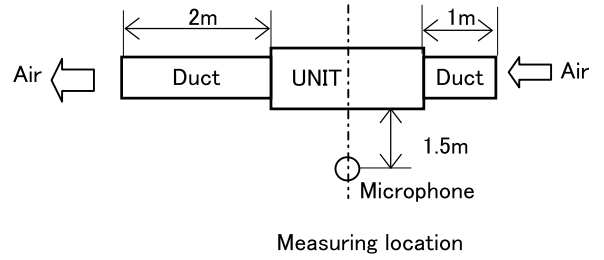 2m
1m
Air
Duct
UNIT
Duct
Air
1.5m
Microphone
Measuring location